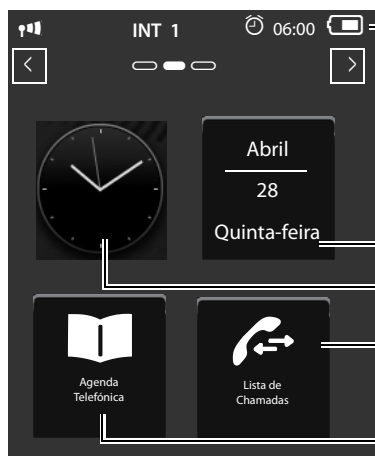 INT 1
06:00
Abril
28
Quinta-feira
Agenda
Telefónica
Lista de
Chamadas